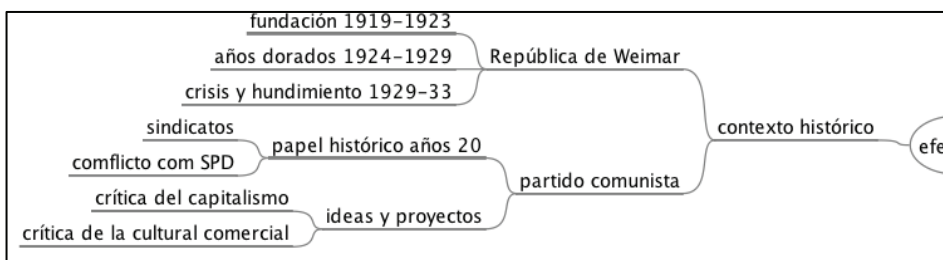 fundación 1919-1923
años dorados 1924-1929
República de Weimar
crisis y hundimiento 1929-33
sindicatos
contexto histórico
papel histórico años 20
comflicto com SPD
partido comunista
crítica del capitalismo
ideas y proyectos
crítica de la cultural comercial
efe